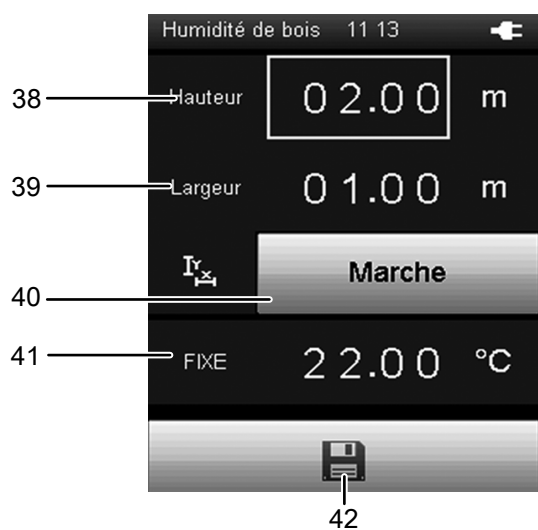 Humidité de bois 11 13
38 Hauteur 02.00 m
39 Largeur 01.00 m
40 Marche
41 FIXE 22.00 °C
42